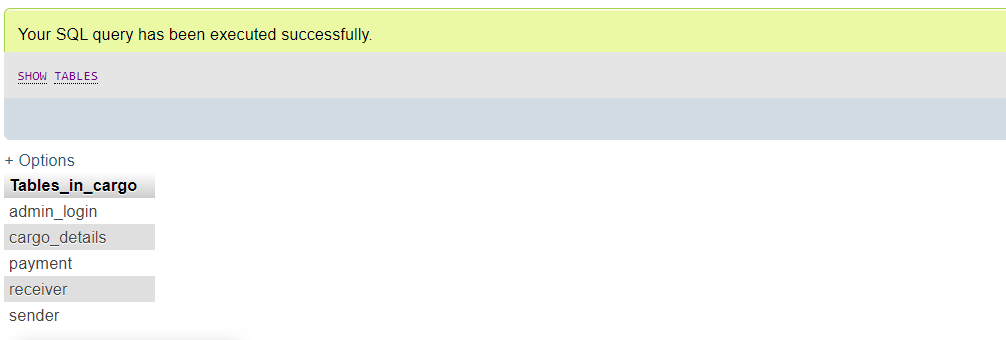 Your SQL query has been executed successfully.
SHOW TABLES
+ Options
Tables_in_cargo
admin_login
cargo_details
payment
receiver
sender